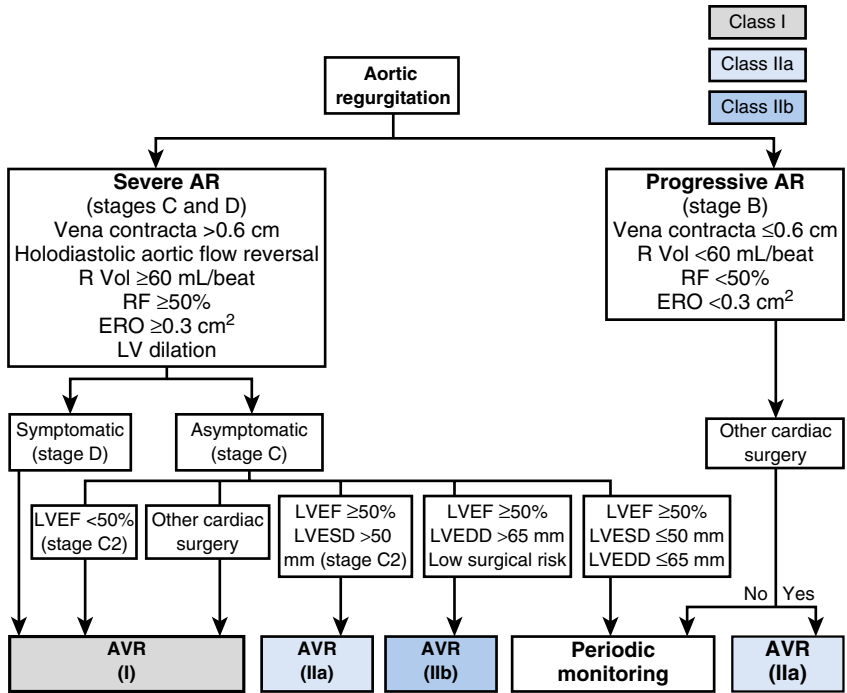 Class I
Class IIa
Class IIb
Aortic
regurgitation
Severe AR
(stages C and D)
Vena contracta >0.6 cm
Holodiastolic aortic flow reversal
R Vol ≥60 mL/beat
RF ≥50%
ERO ≥0.3 cm²
LV dilation
Progressive AR
(stage B)
Vena contracta ≤0.6 cm
R Vol <60 mL/beat
RF <50%
ERO <0.3 cm²
Symptomatic
(stage D)
Asymptomatic
(stage C)
Other cardiac
surgery
LVEF <50%
(stage C2)
Other cardiac
surgery
LVEF ≥50%
LVESD >50
mm (stage C2)
LVEF ≥50%
LVEDD >65 mm
Low surgical risk
LVEF ≥50%
LVESD ≤50 mm
LVEDD ≤65 mm
No Yes
AVR
(I)
AVR
(IIa)
AVR
(IIb)
Periodic
monitoring
AVR
(IIa)